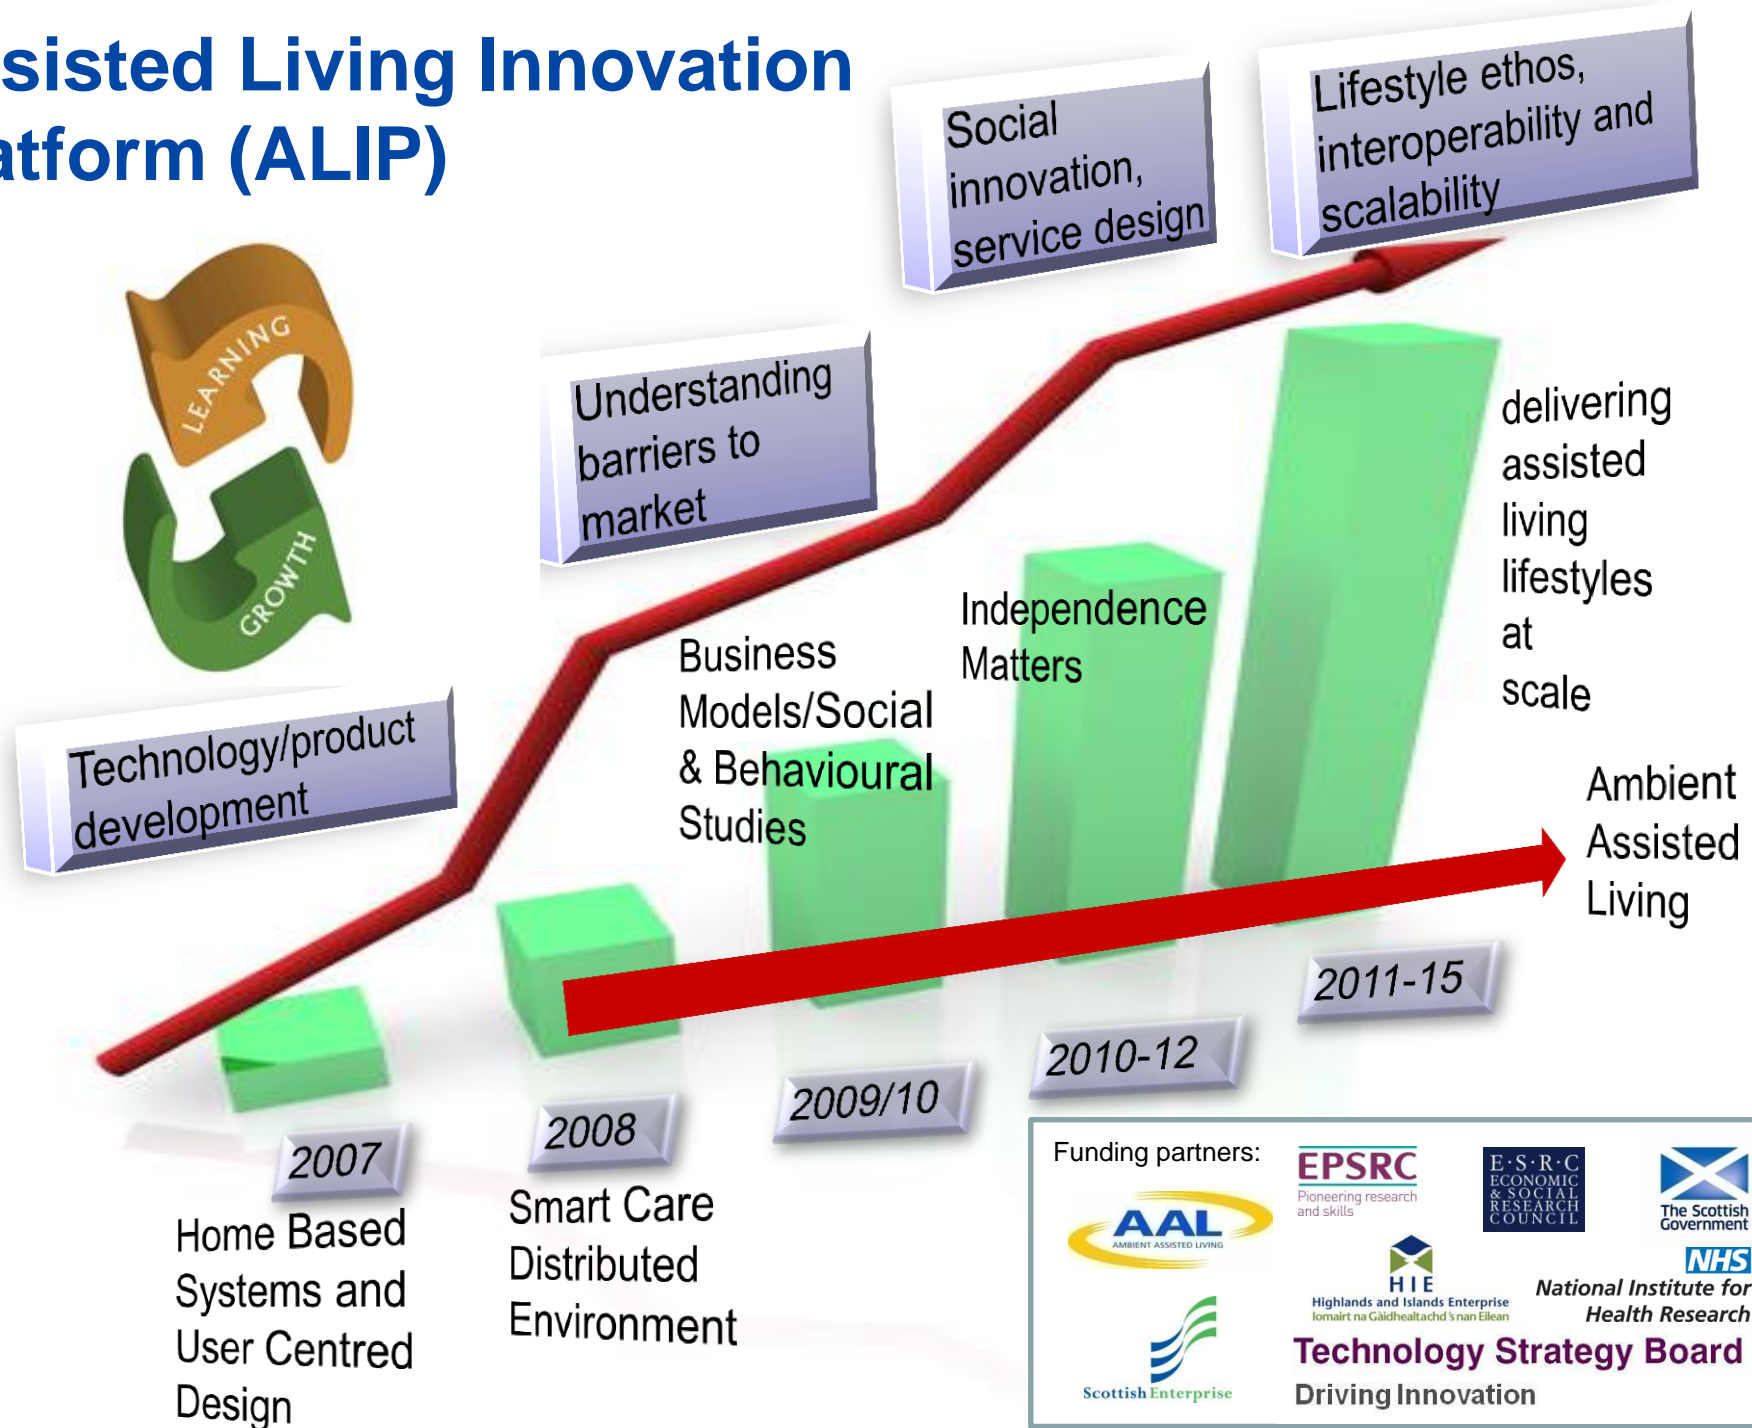 ssisted Living Innovation
atform (ALIP)
Social
innovation,
service design
Lifestyle ethos,
interoperability and
scalability
LEARNING
GROWTH
Understanding
barriers to
market
Technology/product
development
Business
Models/Social
& Behavioural
Studies
Independence
Matters
delivering
assisted
living
lifestyles
at
scale
Ambient
Assisted
Living
2007
2008
2009/10
2010-12
2011-15
Home Based
Systems and
User Centred
Design
Smart Care
Distributed
Environment
Funding partners:
AAL
AMBIENT ASSISTED LIVING
EPSRC
Pioneering research
and skills
E·S·R·C
ECONOMIC
& SOCIAL
RESEARCH
COUNCIL
The Scottish
Government
HIE
Highlands and Islands Enterprise
Iomairt na Gàidhealtachd 's nan Eilean
NHS
National Institute for
Health Research
Scottish Enterprise
Technology Strategy Board
Driving Innovation